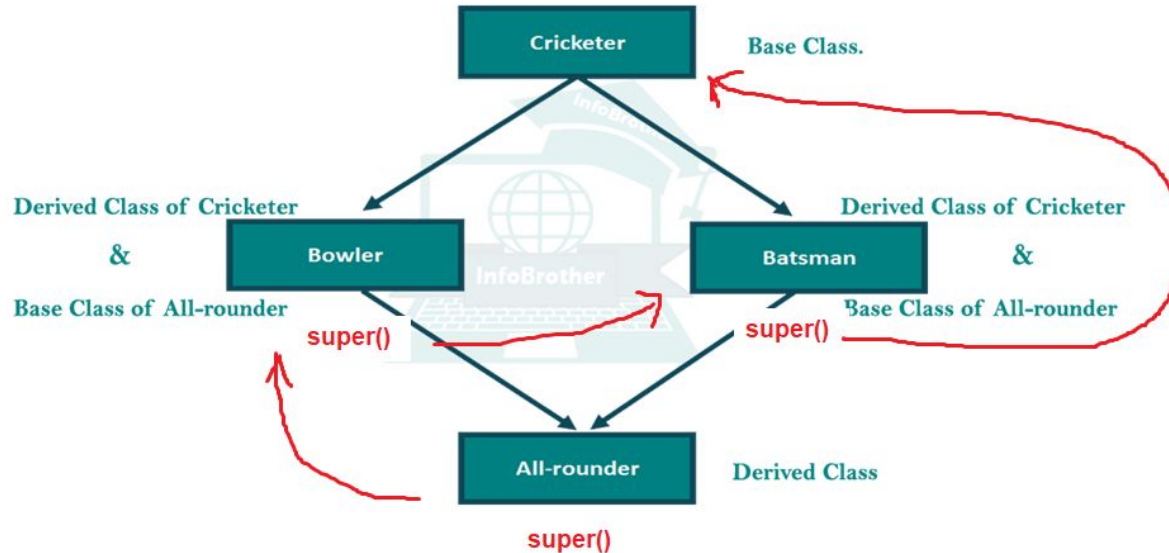 Cricketer
Base Class.
InfoBrother
Derived Class of Cricketer
&
Base Class of All-rounder
Bowler
InfoBrother
Batsman
Derived Class of Cricketer
&
Base Class of All-rounder
super()
super()
All-rounder
Derived Class
super()